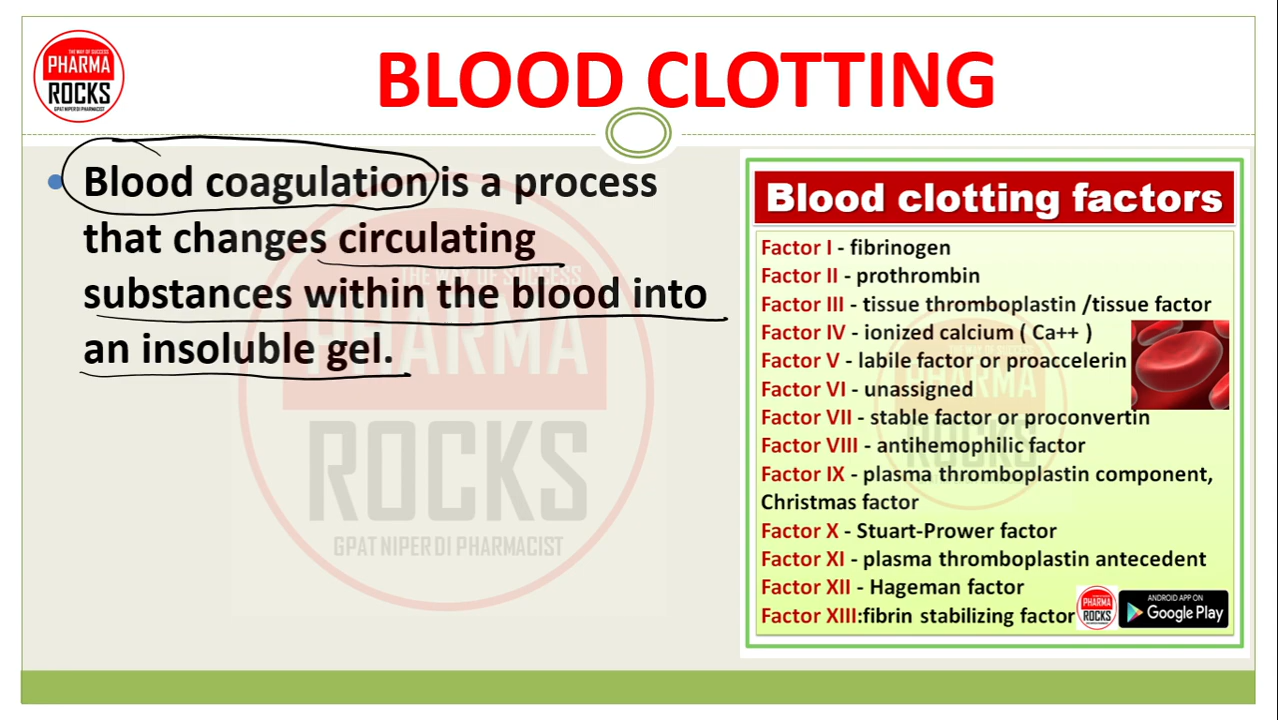 THE WAY OF SUCCESS
PHARMA
ROCKS
GPAT NIPER DI PHARMACIST
BLOOD CLOTTING
Blood coagulation is a process
that changes circulating
substances within the blood into
an insoluble gel.
THE WAY OF SUCCESS
PHARMA
ROCKS
GPAT NIPER DI PHARMACIST
Blood clotting factors
Factor I - fibrinogen
Factor II - prothrombin
Factor III - tissue thromboplastin /tissue factor
Factor IV - ionized calcium ( Ca++ )
Factor V - labile factor or proaccelerin
Factor VI - unassigned
Factor VII - stable factor or proconvertin
Factor VIII - antihemophilic factor
Factor IX - plasma thromboplastin component,
Christmas factor
Factor X - Stuart-Prower factor
Factor XI - plasma thromboplastin antecedent
Factor XII - Hageman factor
Factor XIII:fibrin stabilizing factor
PHARMA
ROCKS
ANDROID APP ON
Google Play